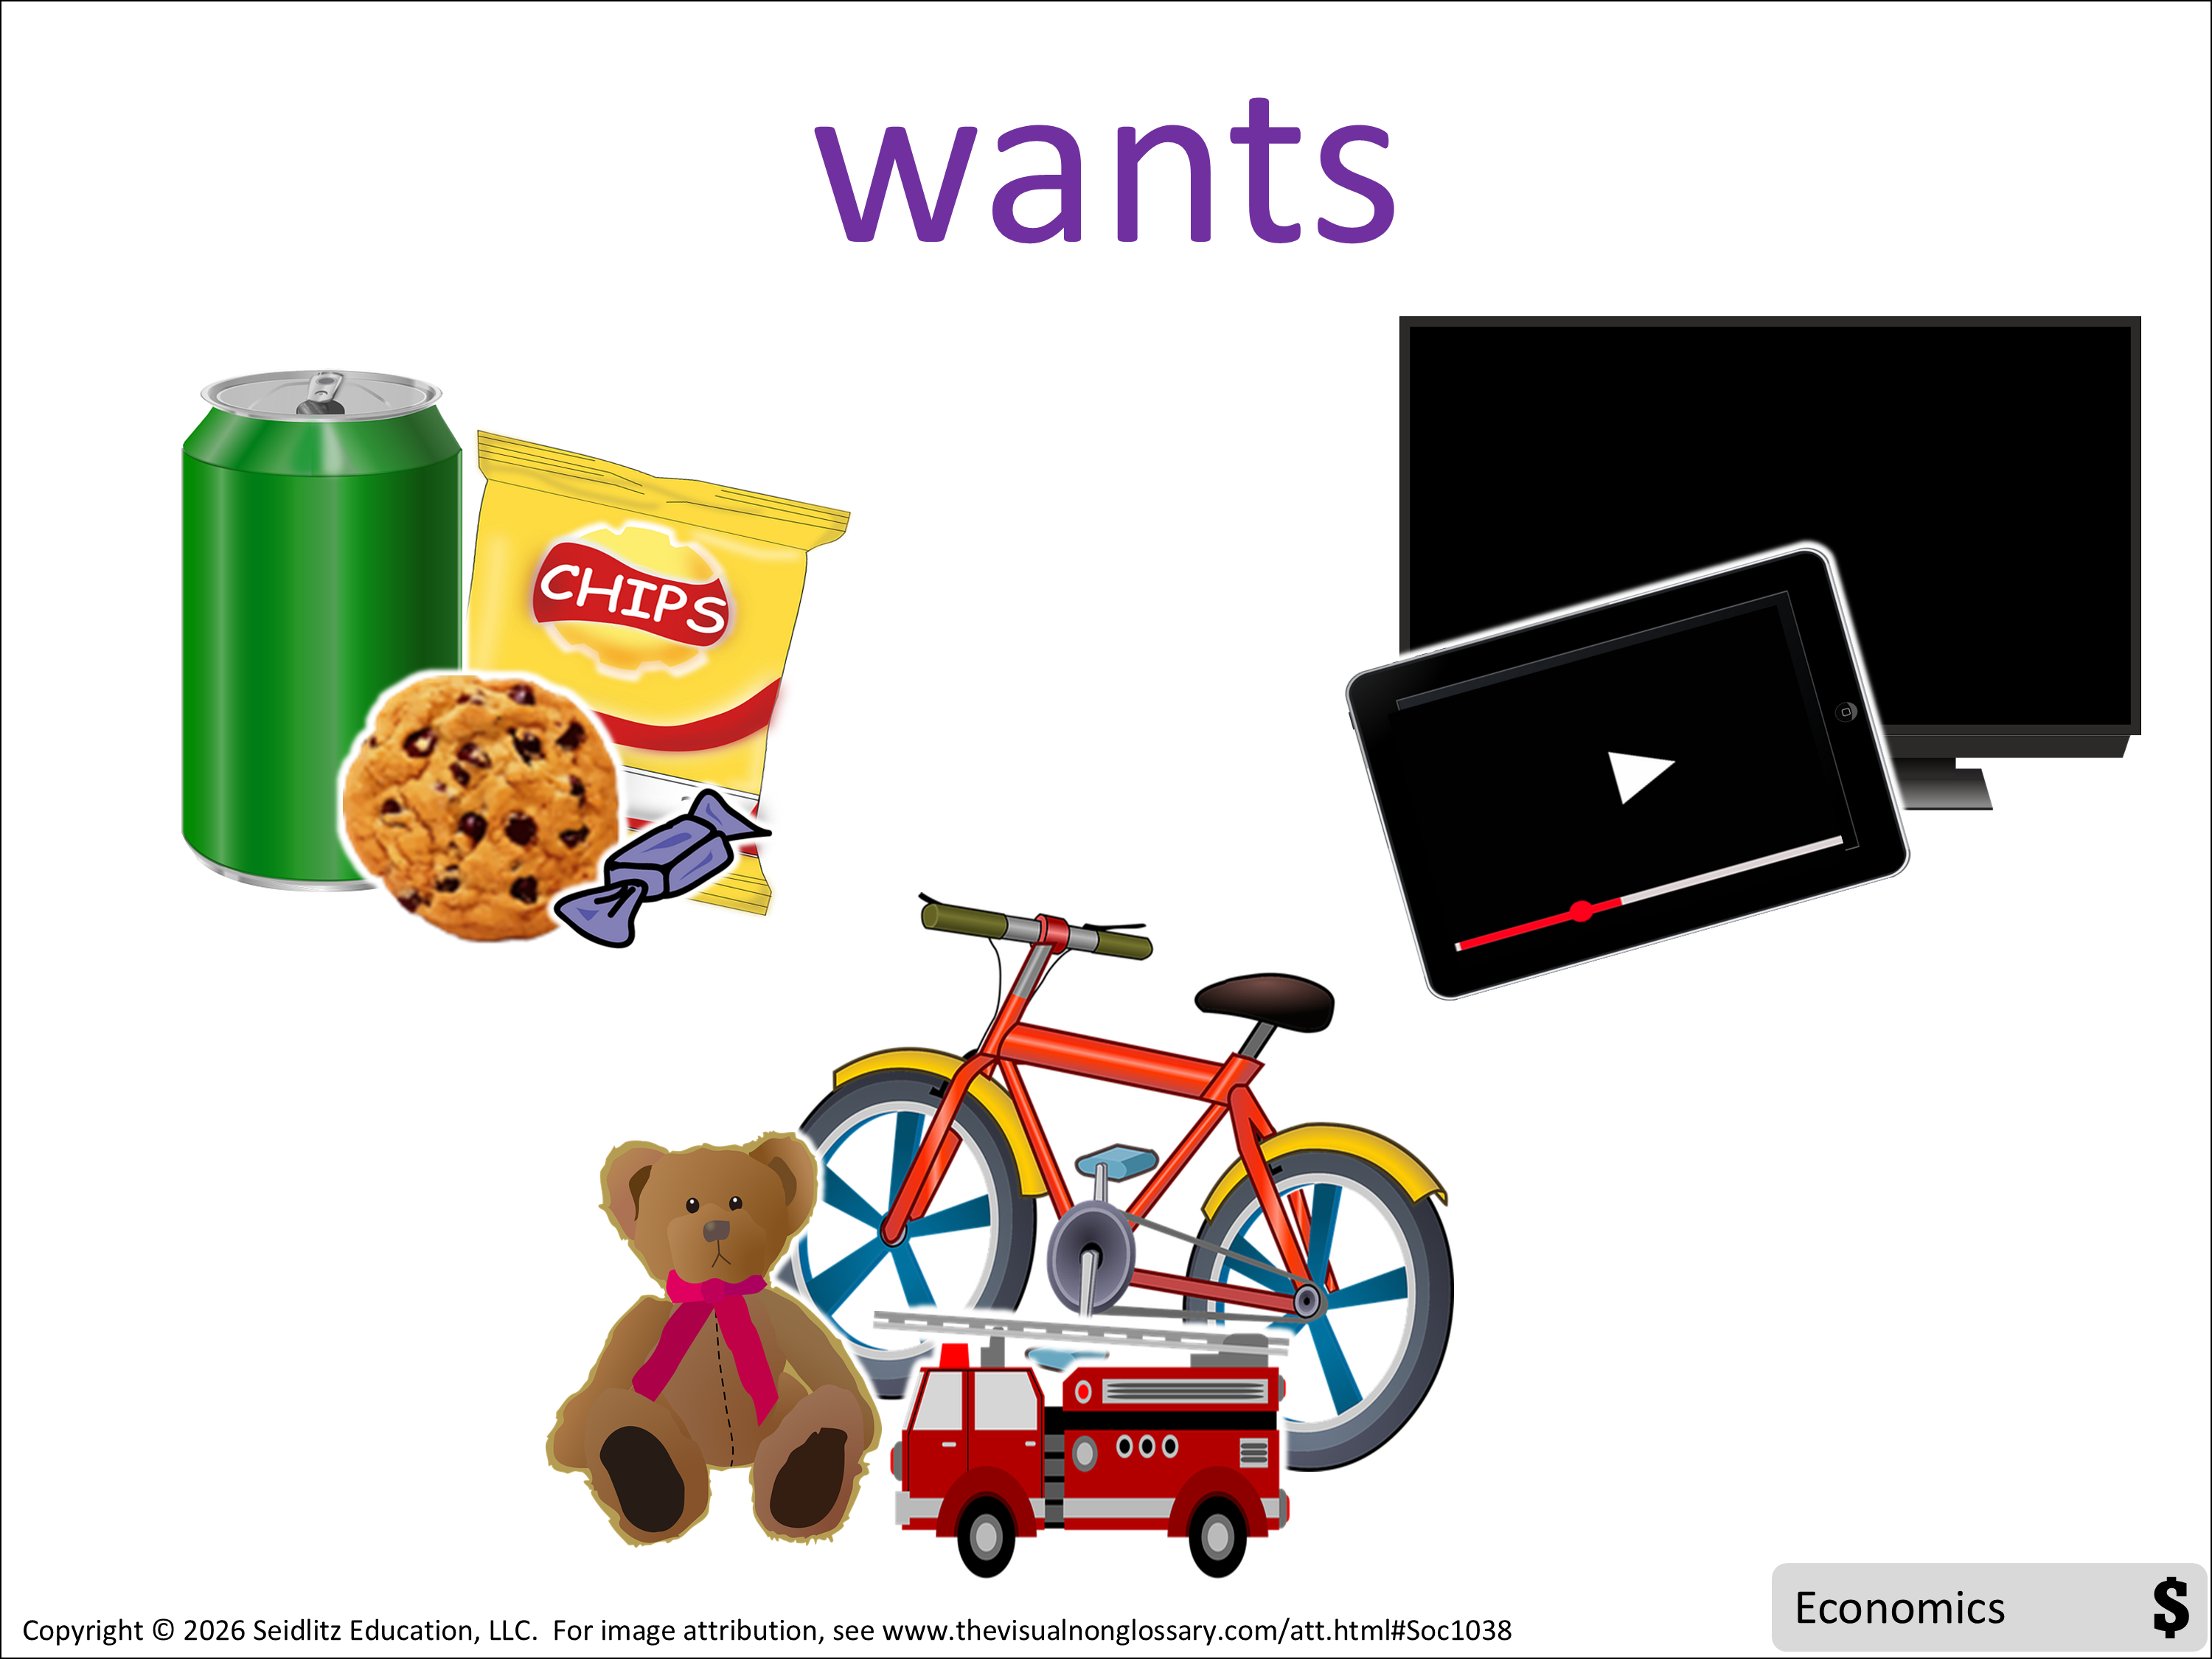 wants
CHIPS
Economics $
Copyright © 2026 Seidlitz Education, LLC.  For image attribution, see www.thevisualnonglossary.com/att.html#Soc1038